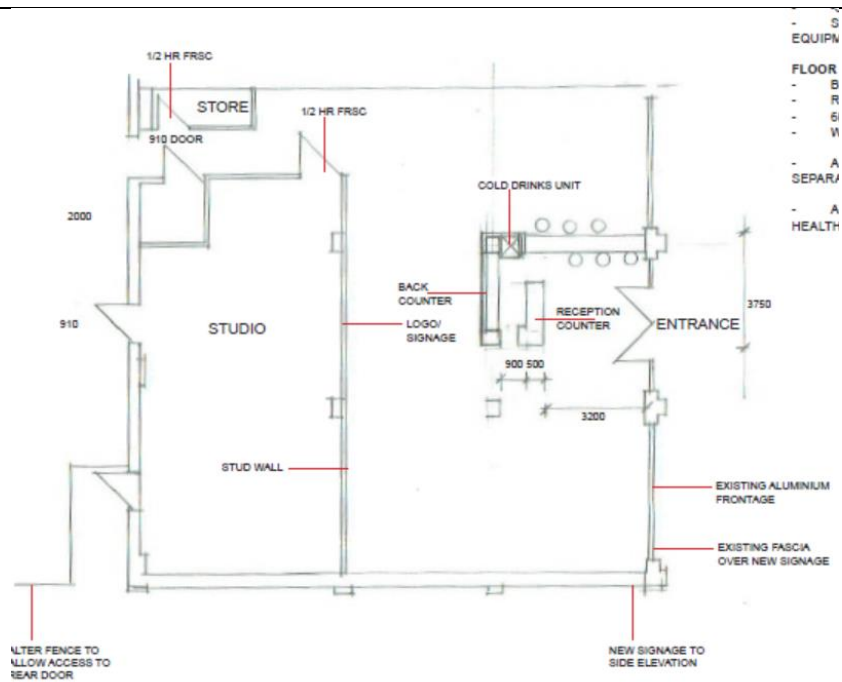 1/2 HR FRSC
STORE
910 DOOR
1/2 HR FRSC
EQUIPM
FLOOR
- B
- R
- 6
- W
- A
SEPARA
- A
HEALTH
COLD DRINKS UNIT
2000
BACK
COUNTER
910
STUDIO
LOGO/
SIGNAGE
RECEPTION
COUNTER
ENTRANCE
3750
900 500
3200
STUD WALL
EXISTING ALUMINIUM
FRONTAGE
EXISTING FASCIA
OVER NEW SIGNAGE
ALTER FENCE TO
ALLOW ACCESS TO
REAR DOOR
NEW SIGNAGE TO
SIDE ELEVATION